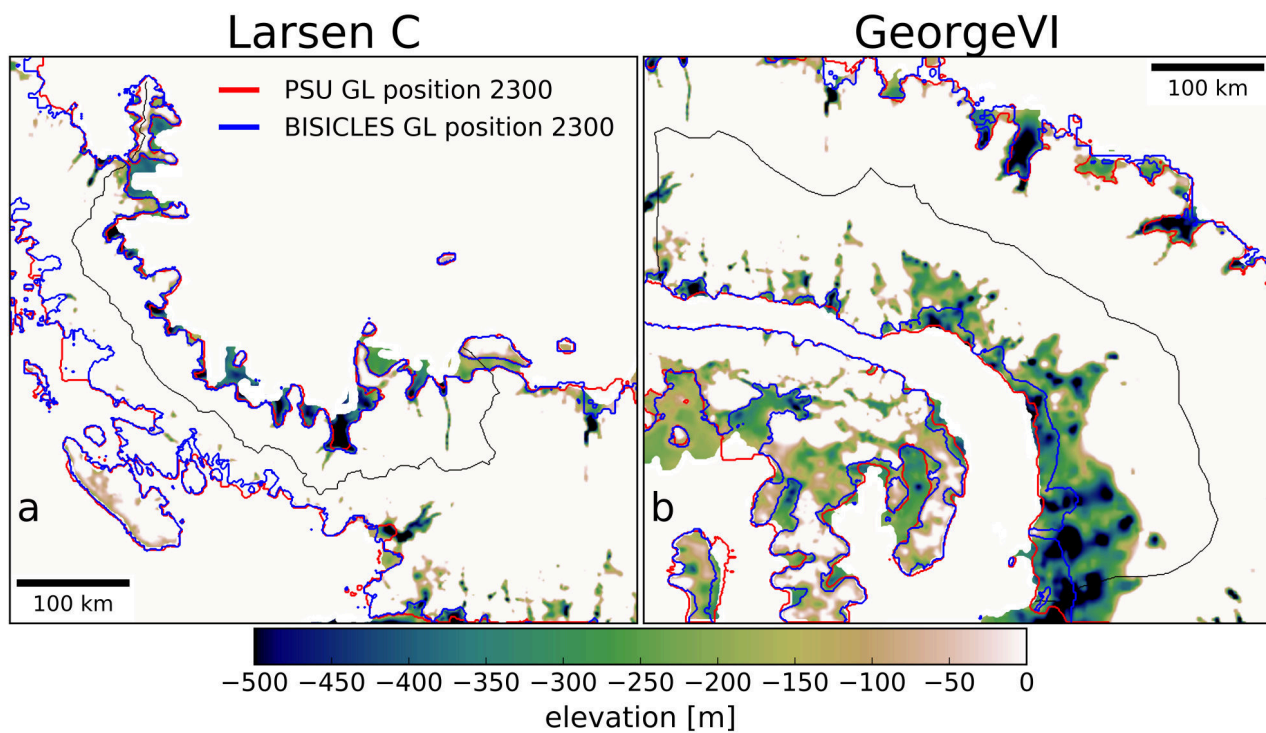 Larsen C
GeorgeVI
PSU GL position 2300
BISICLES GL position 2300
100 km
a
b
100 km
−500 −450 −400 −350 −300 −250 −200 −150 −100 −50 0
elevation [m]